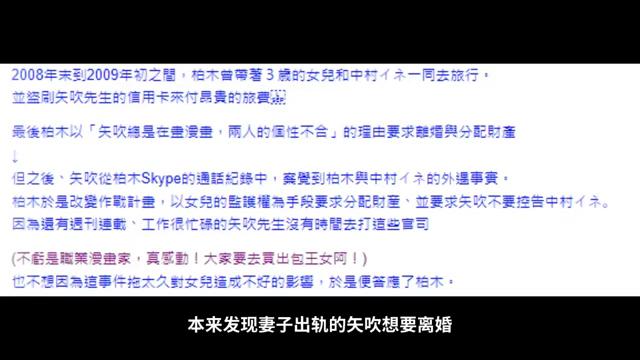 2008年末到2009年初之間，柏木曾帶著３歲的女兒和中村イネ一同去旅行。
並盜刷矢吹先生的信用卡來付昂貴的旅費
最後柏木以「矢吹總是在畫漫畫，兩人的個性不合」的理由要求離婚與分配財產
↓
但之後、矢吹從柏木Skype的通話紀錄中，察覺到柏木與中村イネ的外遇事實。
柏木於是改變作戰計畫，以女兒的監護權為手段要求分配財產、並要求矢吹不要控告中村イネ。
因為還有週刊連載、工作很忙碌的矢吹先生沒有時間去打這些官司
(不虧是職業漫畫家，真感動！大家要去買出包王女阿！)
也不想因為這事件拖太久對女兒造成不好的影響，於是便答應了柏木。
本来发现妻子出轨的矢吹想要离婚